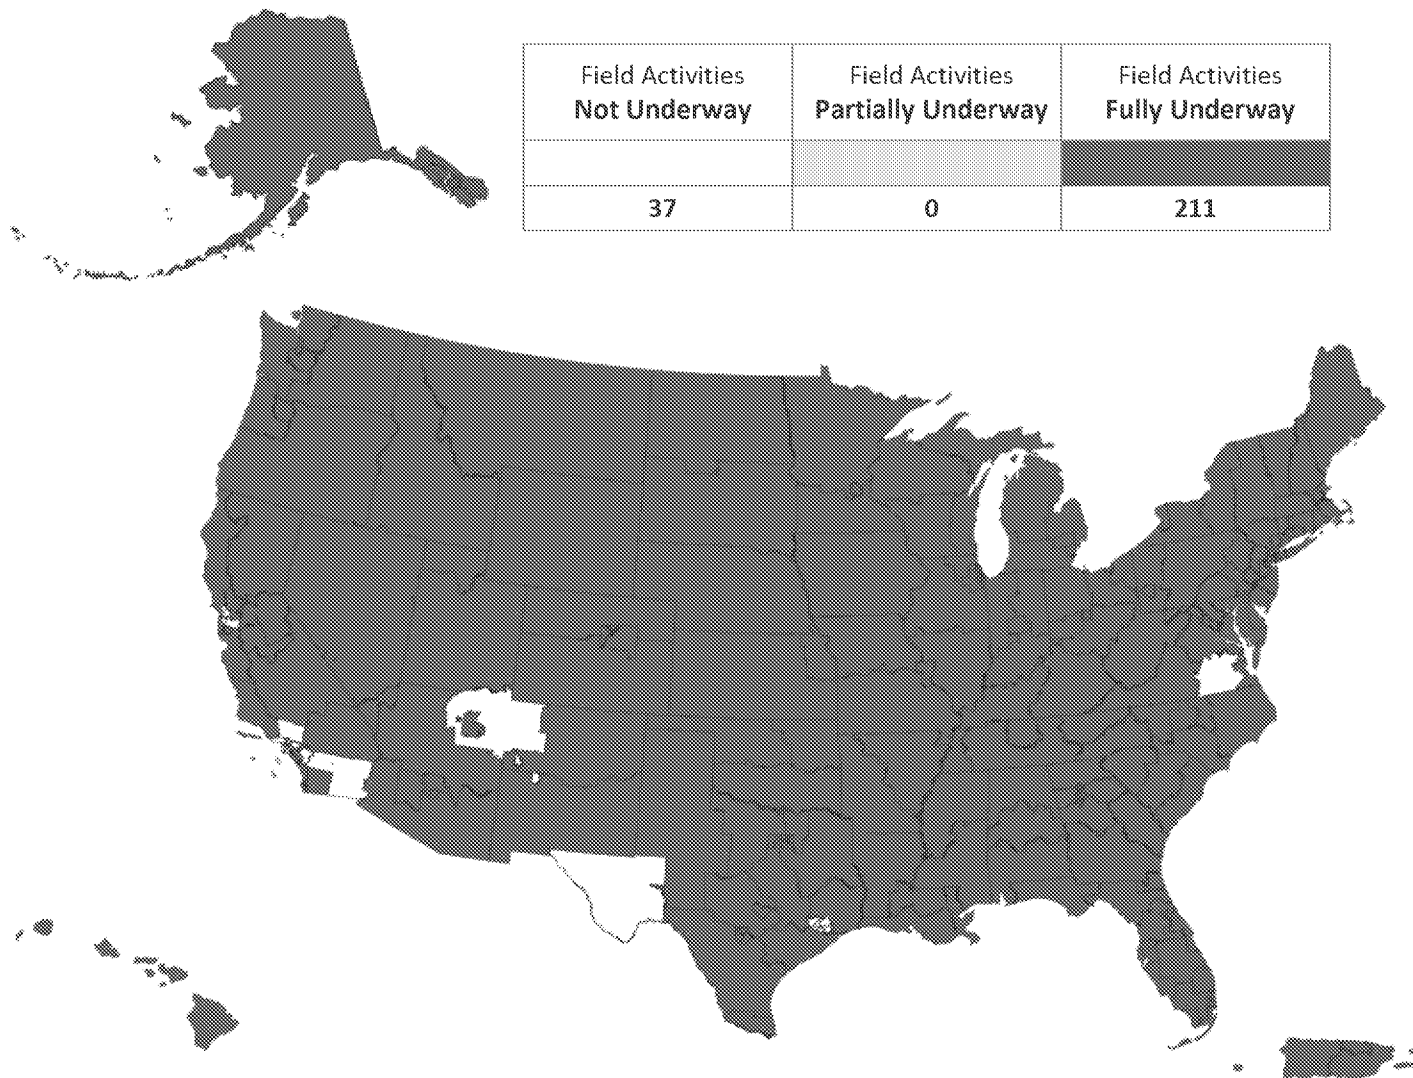 Field Activities
Not Underway
Field Activities
Partially Underway
Field Activities
Fully Underway
37
0
211